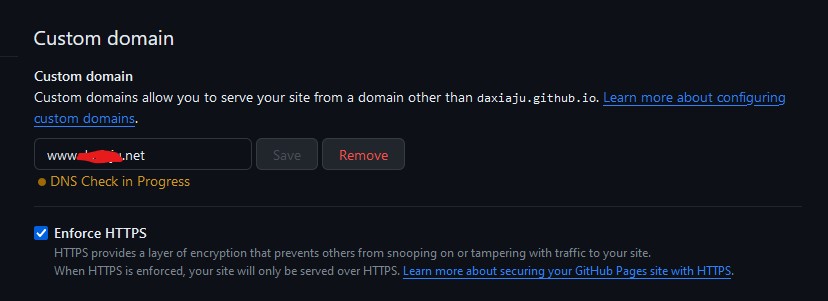 Custom domain
Custom domain
Custom domains allow you to serve your site from a domain other than daxiaju.github.io. Learn more about configuring
custom domains.
www. .net
Save
Remove
DNS Check in Progress
Enforce HTTPS
HTTPS provides a layer of encryption that prevents others from snooping on or tampering with traffic to your site.
When HTTPS is enforced, your site will only be served over HTTPS. Learn more about securing your GitHub Pages site with HTTPS.